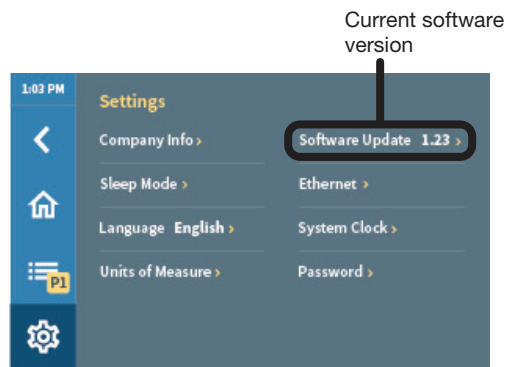 Current software
version
1:03 PM
Settings
Company Info >
Software Update 1.23 >
Sleep Mode >
Ethernet >
Language English >
System Clock >
Units of Measure >
Password >
P1